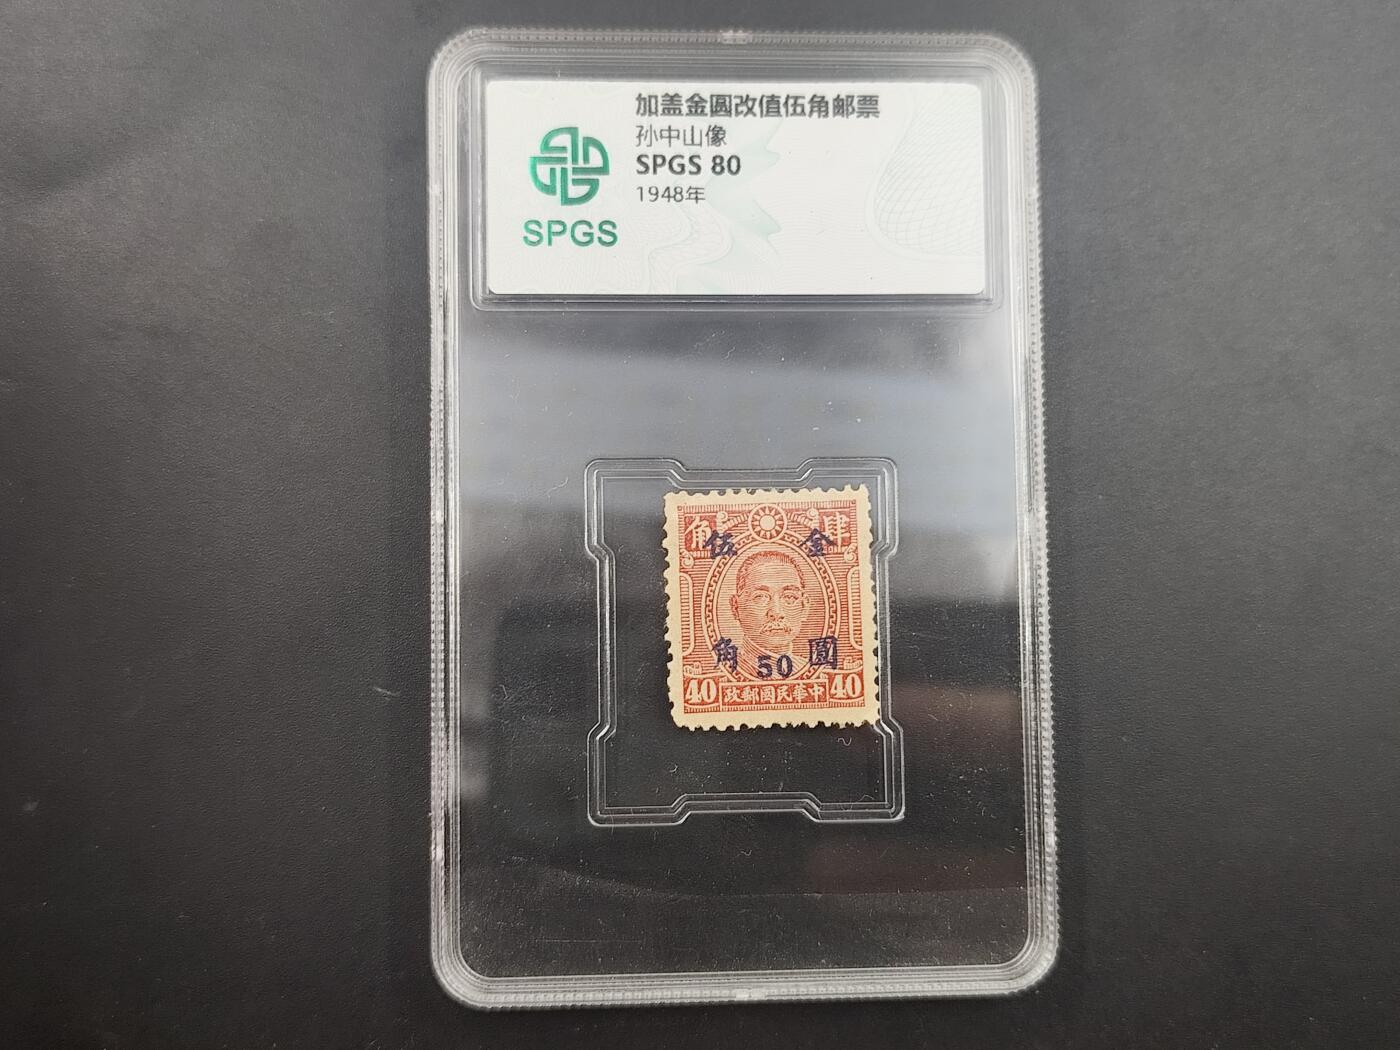 加盖金圆改值伍角邮票
孙中山像
SPGS 80
1948年
SPGS
角 肆
伍 金
角 50 圓
40 政郵國民華中 40